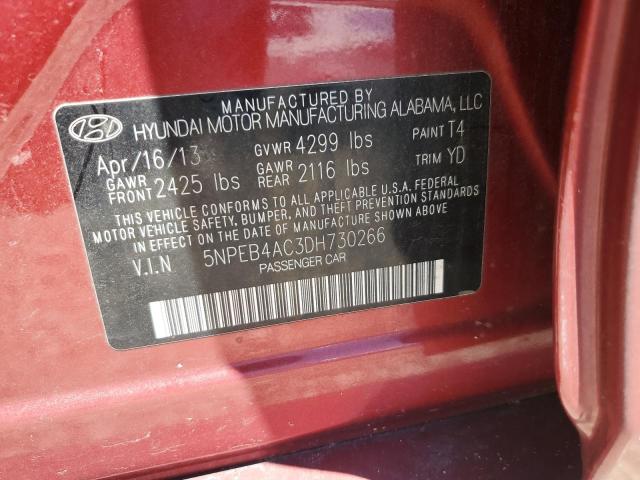 MANUFACTURED BY
HYUNDAI MOTOR MANUFACTURING ALABAMA, LLC
Apr/16/13 GVWR 4299 lbs PAINT T4
GAWR FRONT 2425 lbs GAWR REAR 2116 lbs TRIM YD
THIS VEHICLE CONFORMS TO ALL APPLICABLE U.S.A. FEDERAL
MOTOR VEHICLE SAFETY, BUMPER, AND THEFT PREVENTION STANDARDS
IN EFFECT ON THE DATE OF MANUFACTURE SHOWN ABOVE
V.I.N 5NPEB4AC3DH730266
PASSENGER CAR